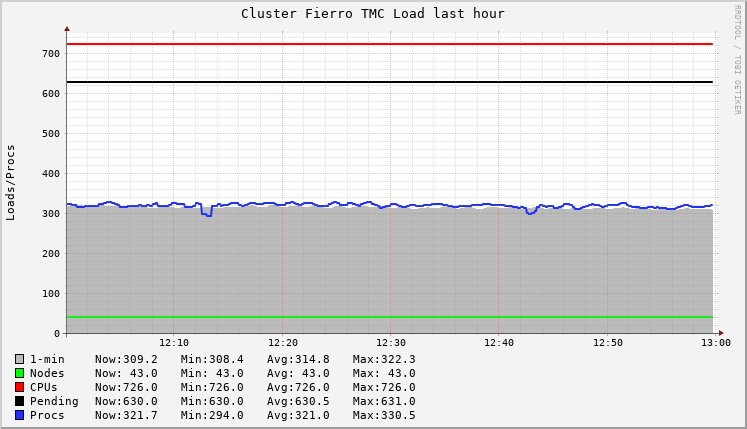 Cluster Fierro TMC Load last hour
RRDTOOL / TOBI OETIKER
Loads/Procs
700
600
500
400
300
200
100
0
12:10 12:20 12:30 12:40 12:50 13:00
1-min Now:309.2 Min:308.4 Avg:314.8 Max:322.3
Nodes Now: 43.0 Min: 43.0 Avg: 43.0 Max: 43.0
CPUs Now:726.0 Min:726.0 Avg:726.0 Max:726.0
Pending Now:630.0 Min:630.0 Avg:630.5 Max:631.0
Procs Now:321.7 Min:294.0 Avg:321.0 Max:330.5